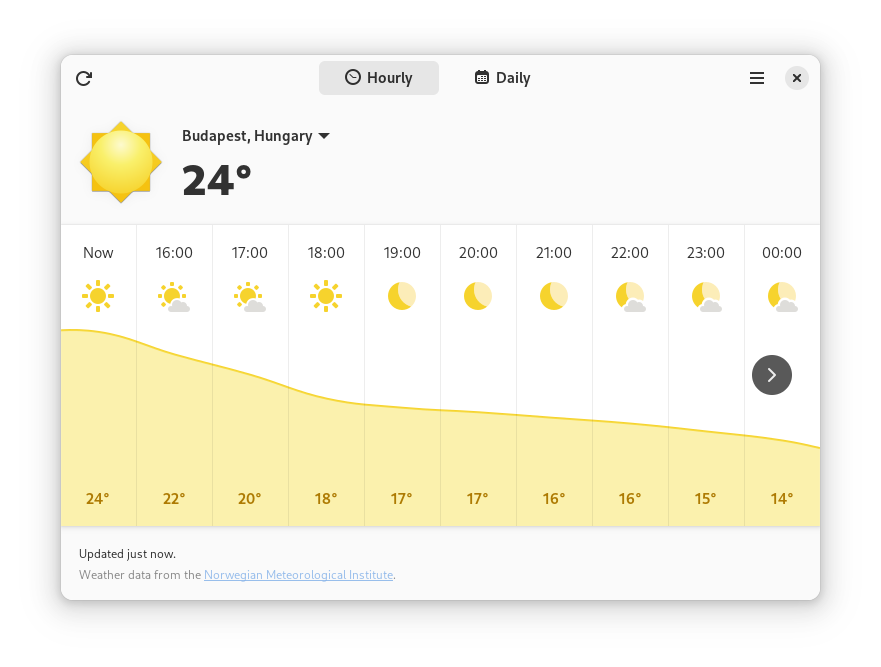 Hourly Daily
Budapest, Hungary
24°
Now 16:00 17:00 18:00 19:00 20:00 21:00 22:00 23:00 00:00
24° 22° 20° 18° 17° 17° 16° 16° 15° 14°
Updated just now.
Weather data from the Norwegian Meteorological Institute.